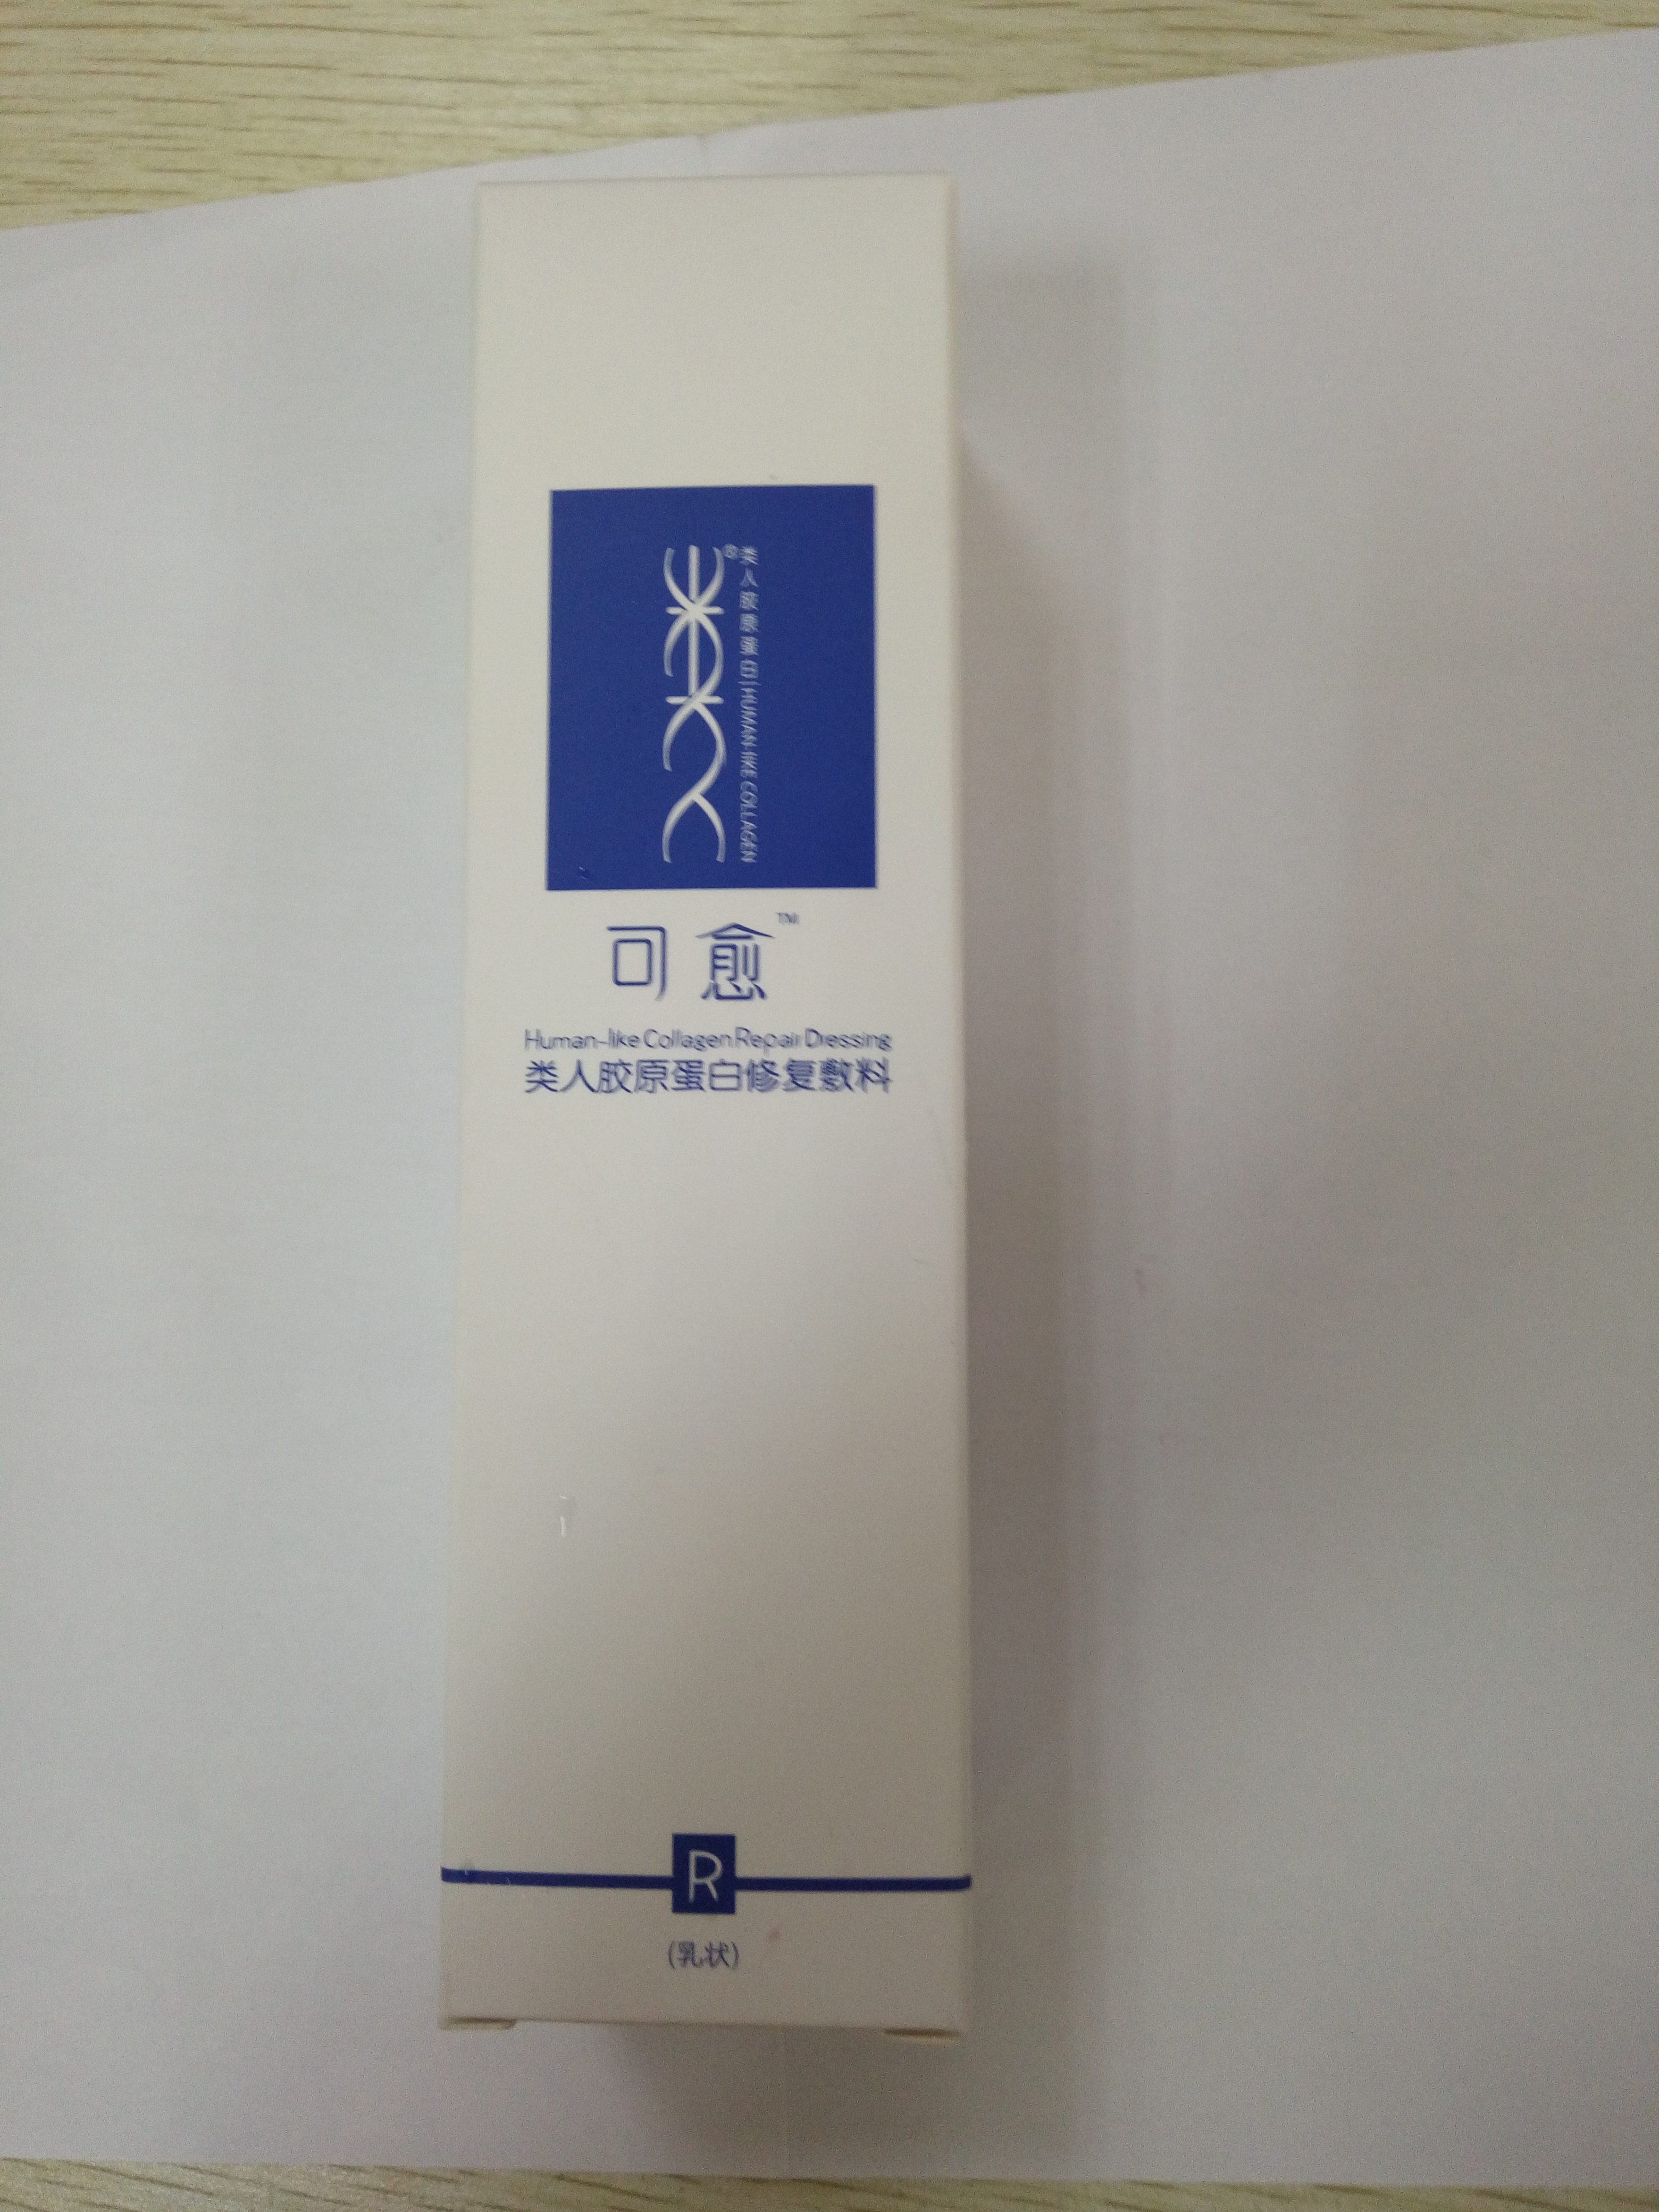 ®
类人胶原蛋白|HUMAN-LIKE COLLAGEN
可愈™
Human-like Collagen Repair Dressing
类人胶原蛋白修复敷料
R
(乳状)